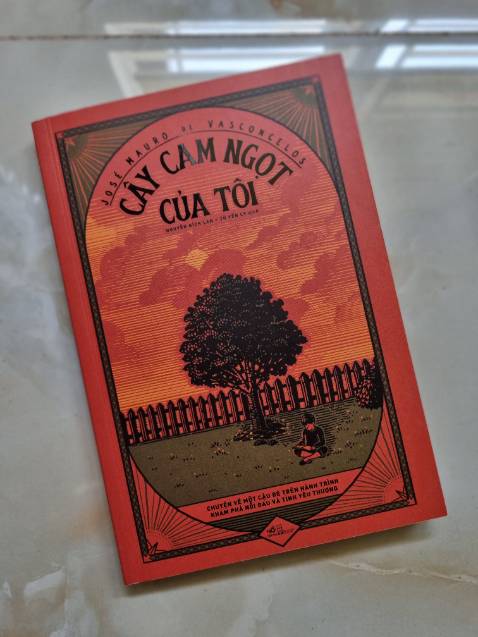 JOSÉ MAURO DE VASCONCELOS
CÂY CAM NGỌT
CỦA TÔI
NGUYỄN BÍCH LAN - TÔ YẾN LY DỊCH
CHUYỆN VỀ MỘT CẬU BÉ TRÊN HÀNH TRÌNH
KHÁM PHÁ NỖI ĐAU VÀ TÌNH YÊU THƯƠNG